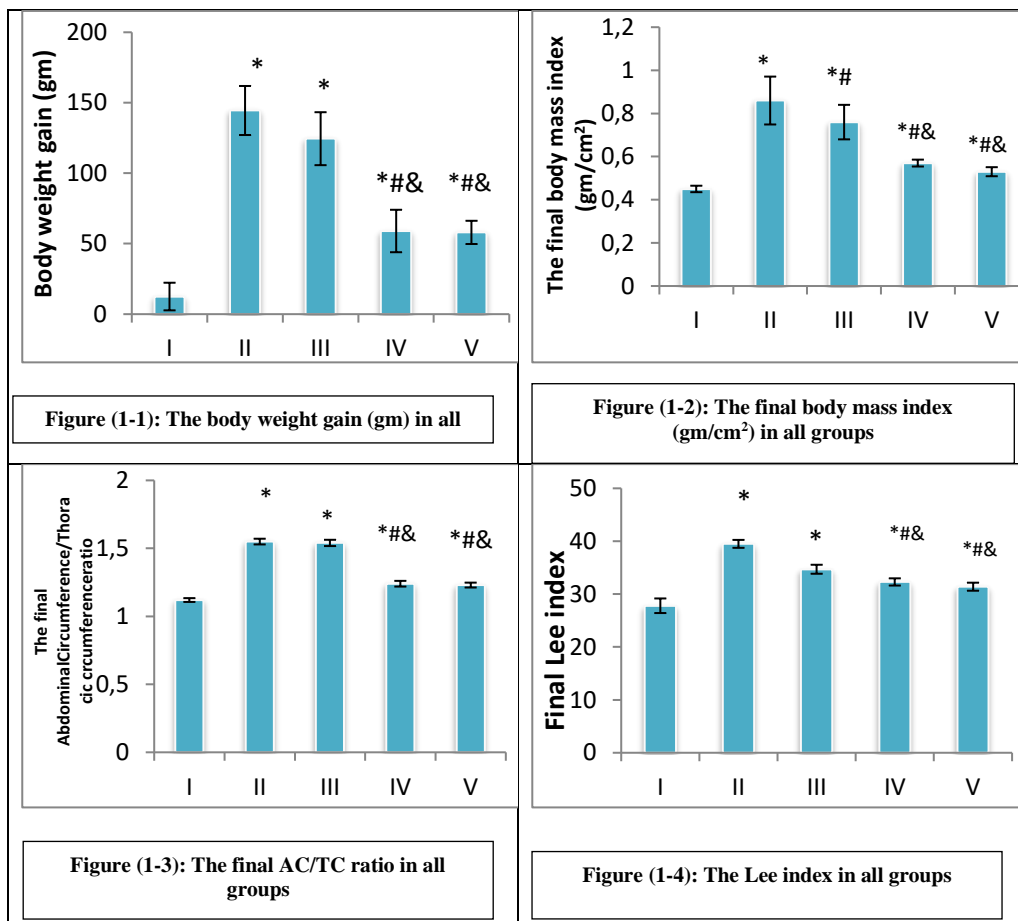 Body weight gain (gm)
200
150
100
50
0
*
*
*#&
*#&
I II III IV V
Figure (1-1): The body weight gain (gm) in all
The final body mass index
(gm/cm²)
1,2
1
0,8
0,6
0,4
0,2
0
*
*#
*#&
*#&
I II III IV V
Figure (1-2): The final body mass index
(gm/cm²) in all groups
The final
AbdominalCircumference/Thora
cic crcumferenceratio
2
1,5
1
0,5
0
*
*
*#&
*#&
I II III IV V
Figure (1-3): The final AC/TC ratio in all
groups
Final Lee index
50
40
30
20
10
0
*
*
*#&
*#&
I II III IV V
Figure (1-4): The Lee index in all groups